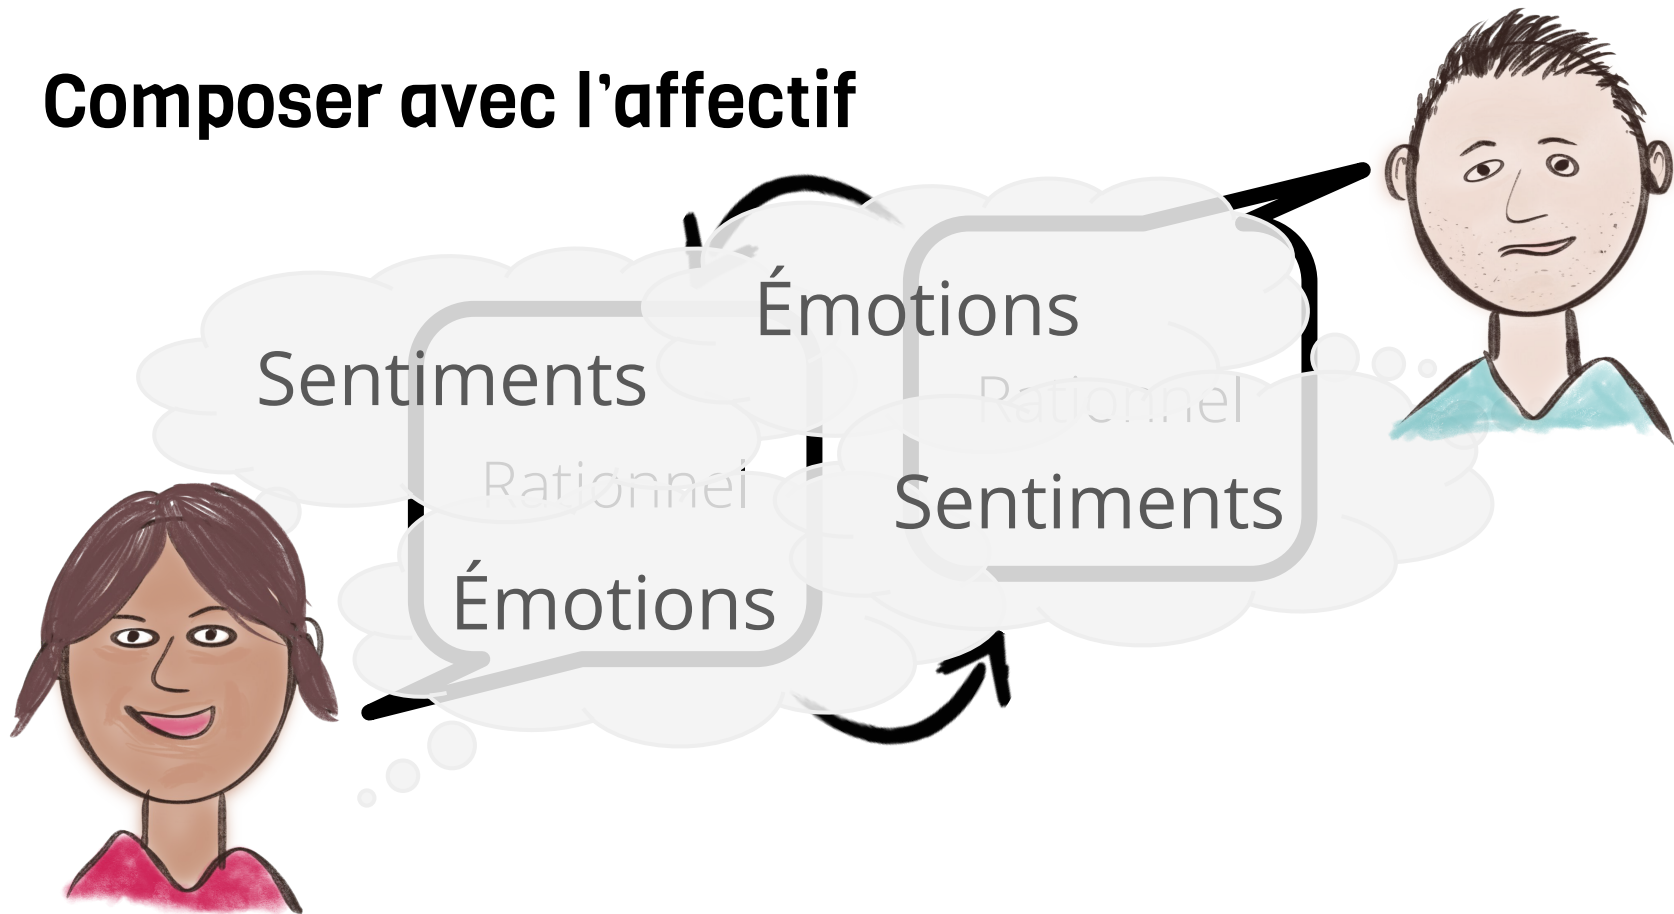 Composer avec l’affectif
Émotions
Sentiments
Rationnel
Rationnel
Sentiments
Émotions